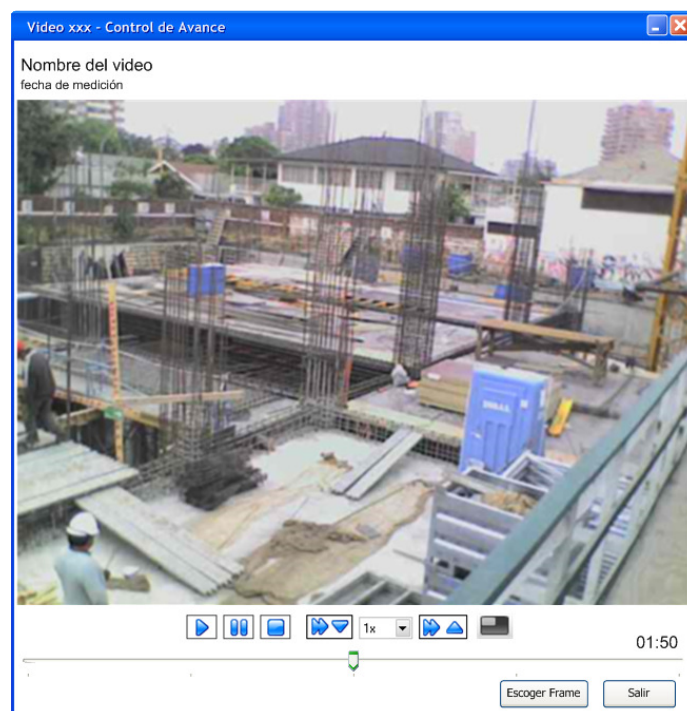 Video xxx - Control de Avance
Nombre del video
fecha de medición
1x
01:50
Escoger Frame
Salir